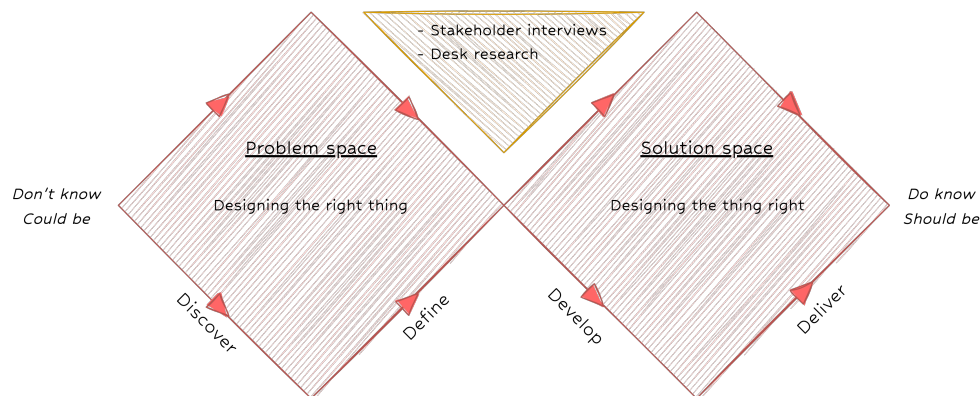 - Stakeholder interviews
- Desk research
Problem space
Solution space
Don't know
Could be
Designing the right thing
Designing the thing right
Do know
Should be
Discover
Define
Develop
Deliver